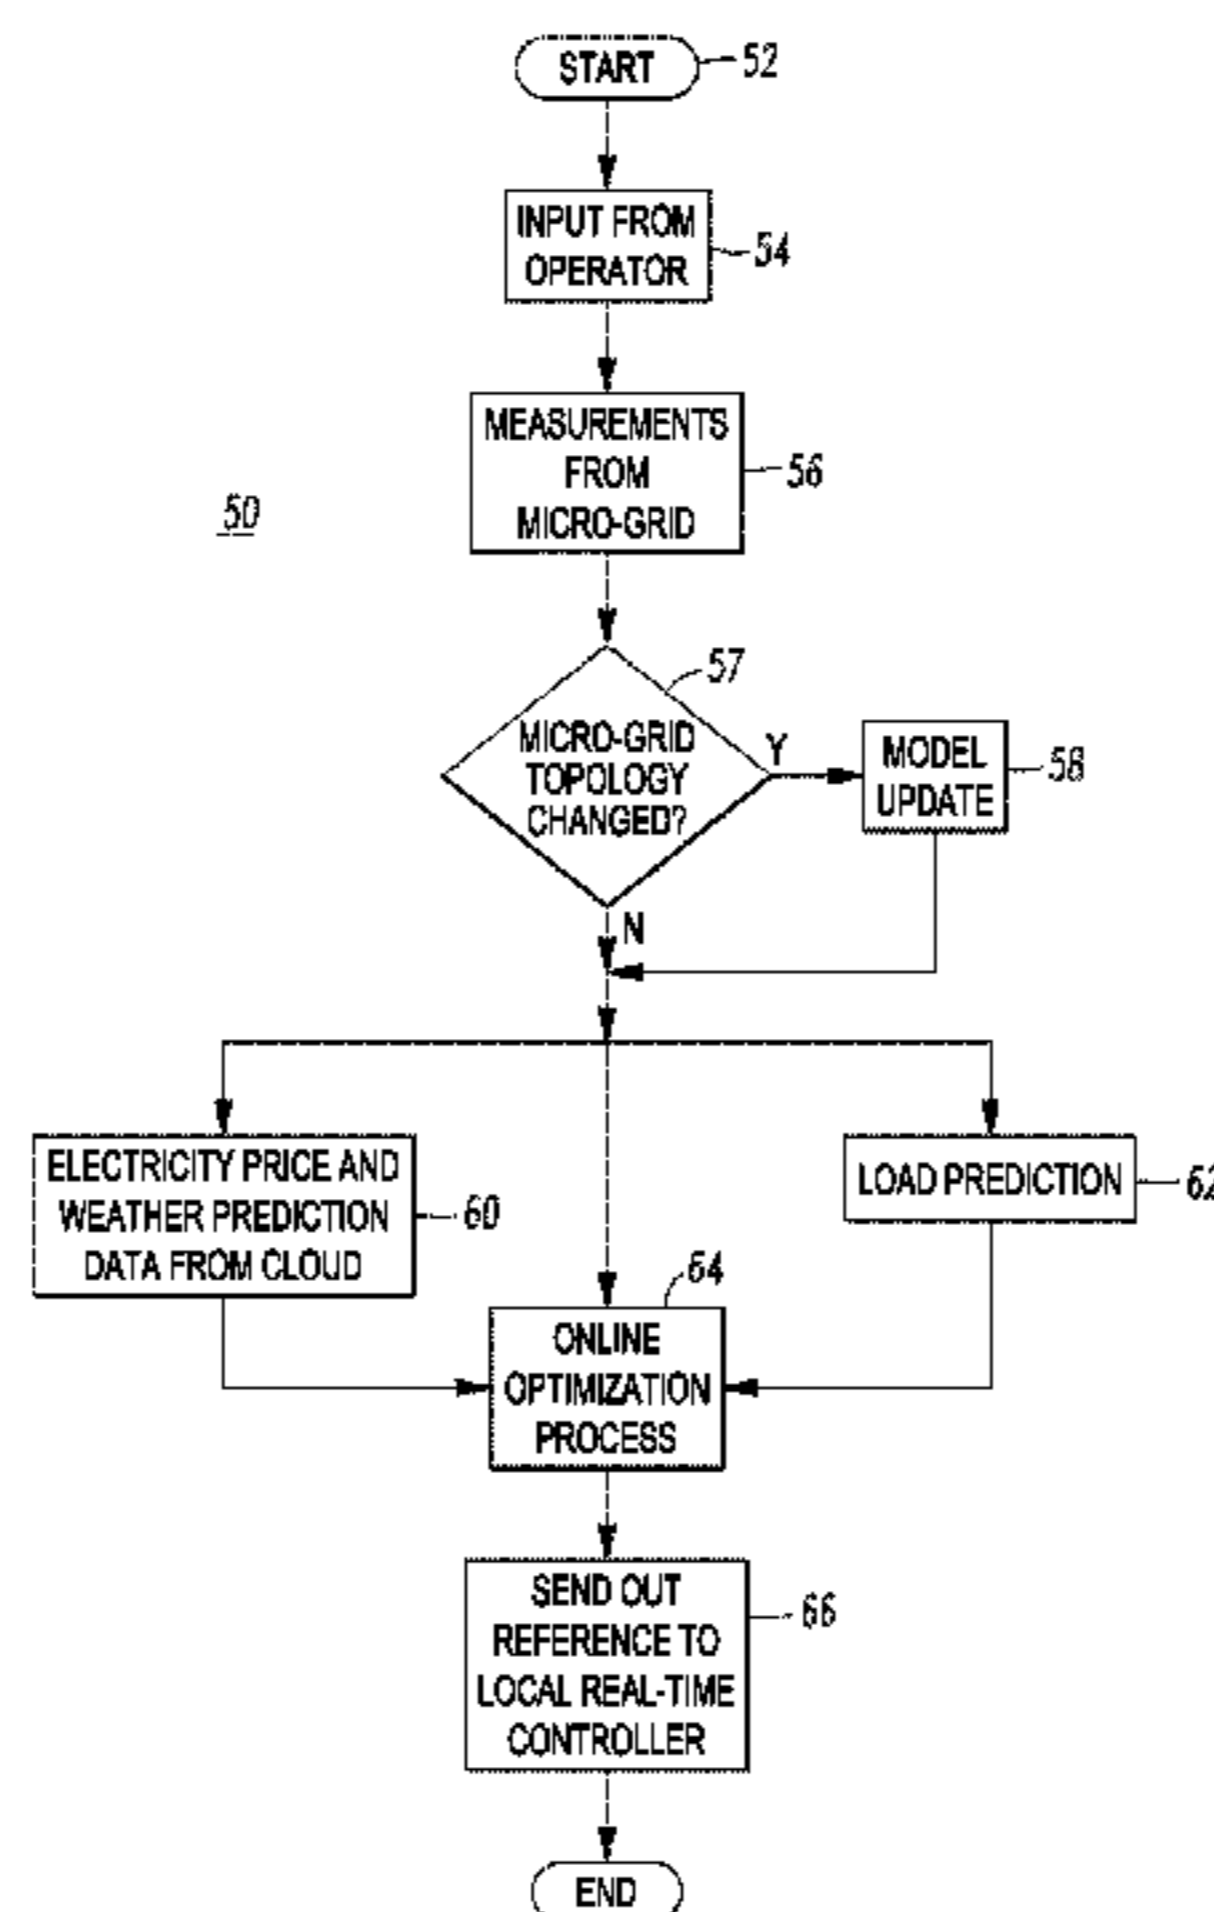 START
52
INPUT FROM
OPERATOR
54
MEASUREMENTS
FROM
MICRO-GRID
56
50
57
MICRO-GRID
TOPOLOGY
CHANGED?
Y
MODEL
UPDATE
58
N
ELECTRICITY PRICE AND
WEATHER PREDICTION
DATA FROM CLOUD
60
LOAD PREDICTION
62
64
ONLINE
OPTIMIZATION
PROCESS
SEND OUT
REFERENCE TO
LOCAL REAL-TIME
CONTROLLER
66
END